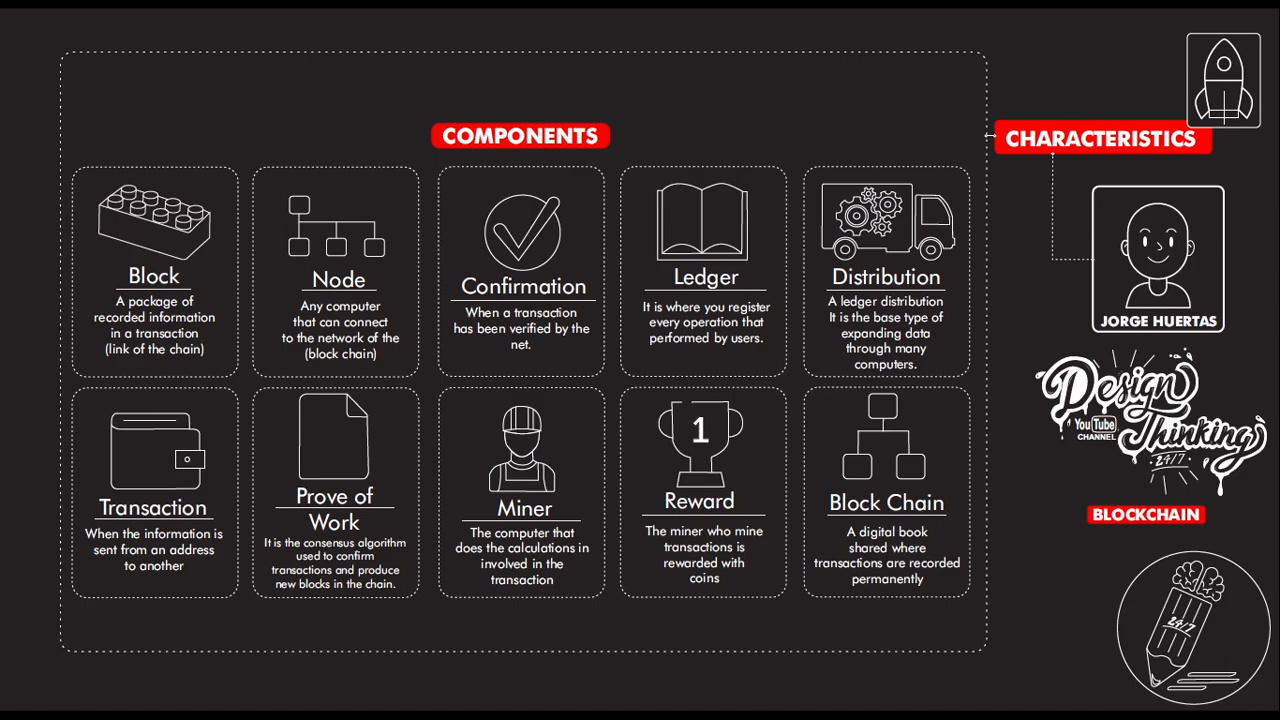 COMPONENTS
CHARACTERISTICS
Block
A package of
recorded information
in a transaction
(link of the chain)
Node
Any computer
that can connect
to the network of the
(block chain)
Confirmation
When a transaction
has been verified by the
net.
Ledger
It is where you register
every operation that
performed by users.
Distribution
A ledger distribution
It is the base type of
expanding data
through many
computers.
Transaction
When the information is
sent from an address
to another
Prove of
Work
It is the consensus algorithm
used to confirm
transactions and produce
new blocks in the chain.
Miner
The computer that
does the calculations in
involved in the
transaction
1
Reward
The miner who mine
transactions is
rewarded with
coins
Block Chain
A digital book
shared where
transactions are recorded
permanently
JORGE HUERTAS
Design
Thinking
YouTube
CHANNEL
24/7
BLOCKCHAIN
24/7